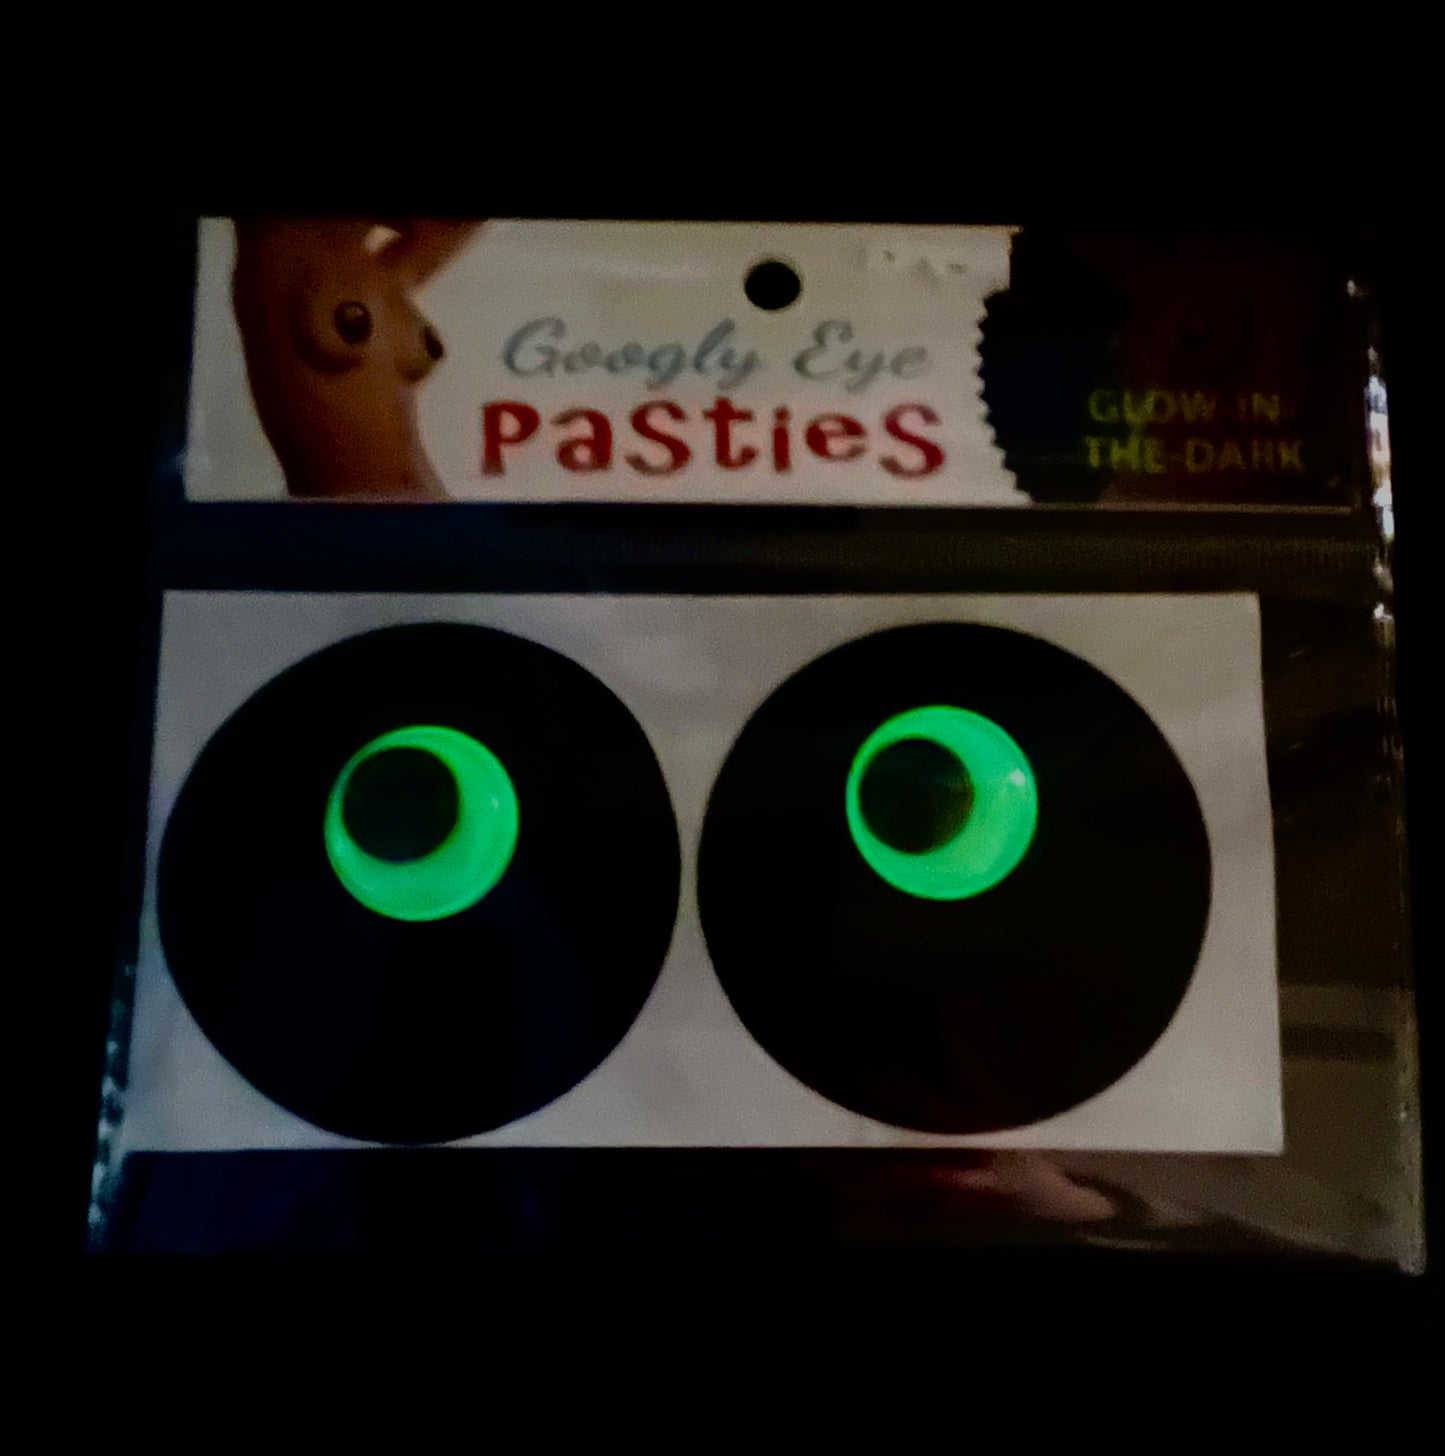 Googly Eye
Pasties
GLOW-IN-
THE-DARK